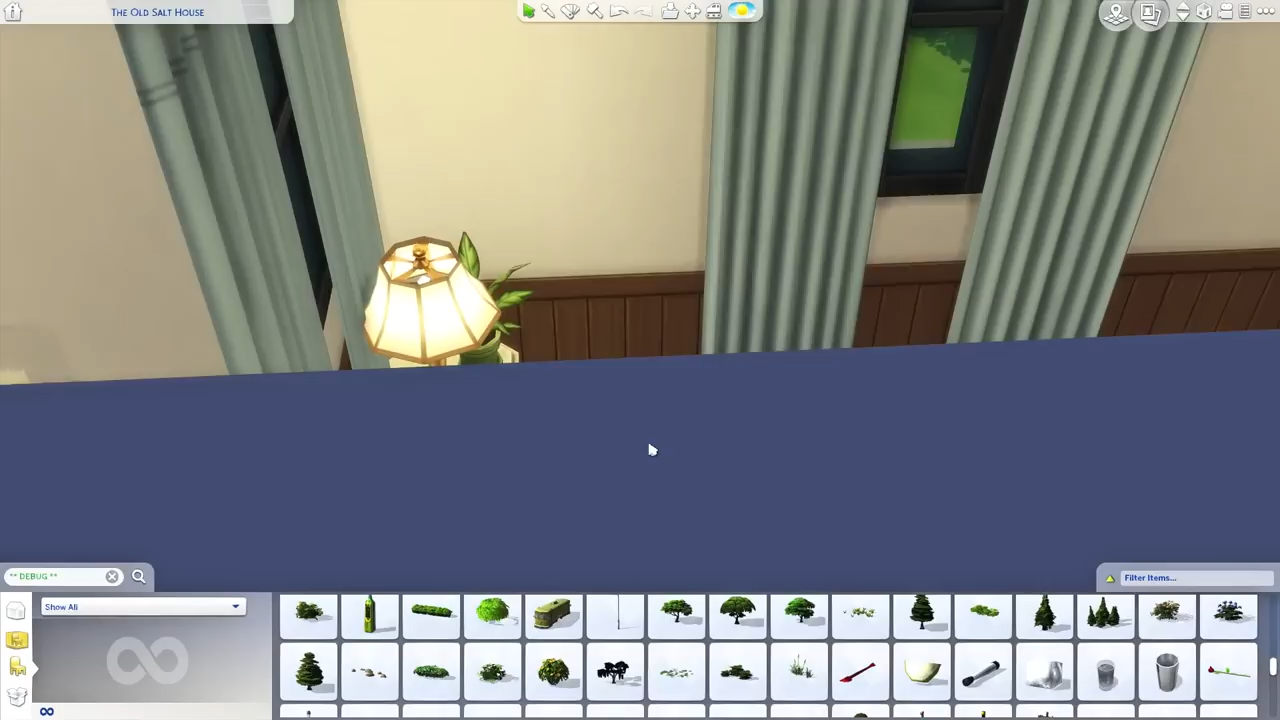 THE OLD SALT HOUSE
** DEBUG **
Filter Items...
Show All